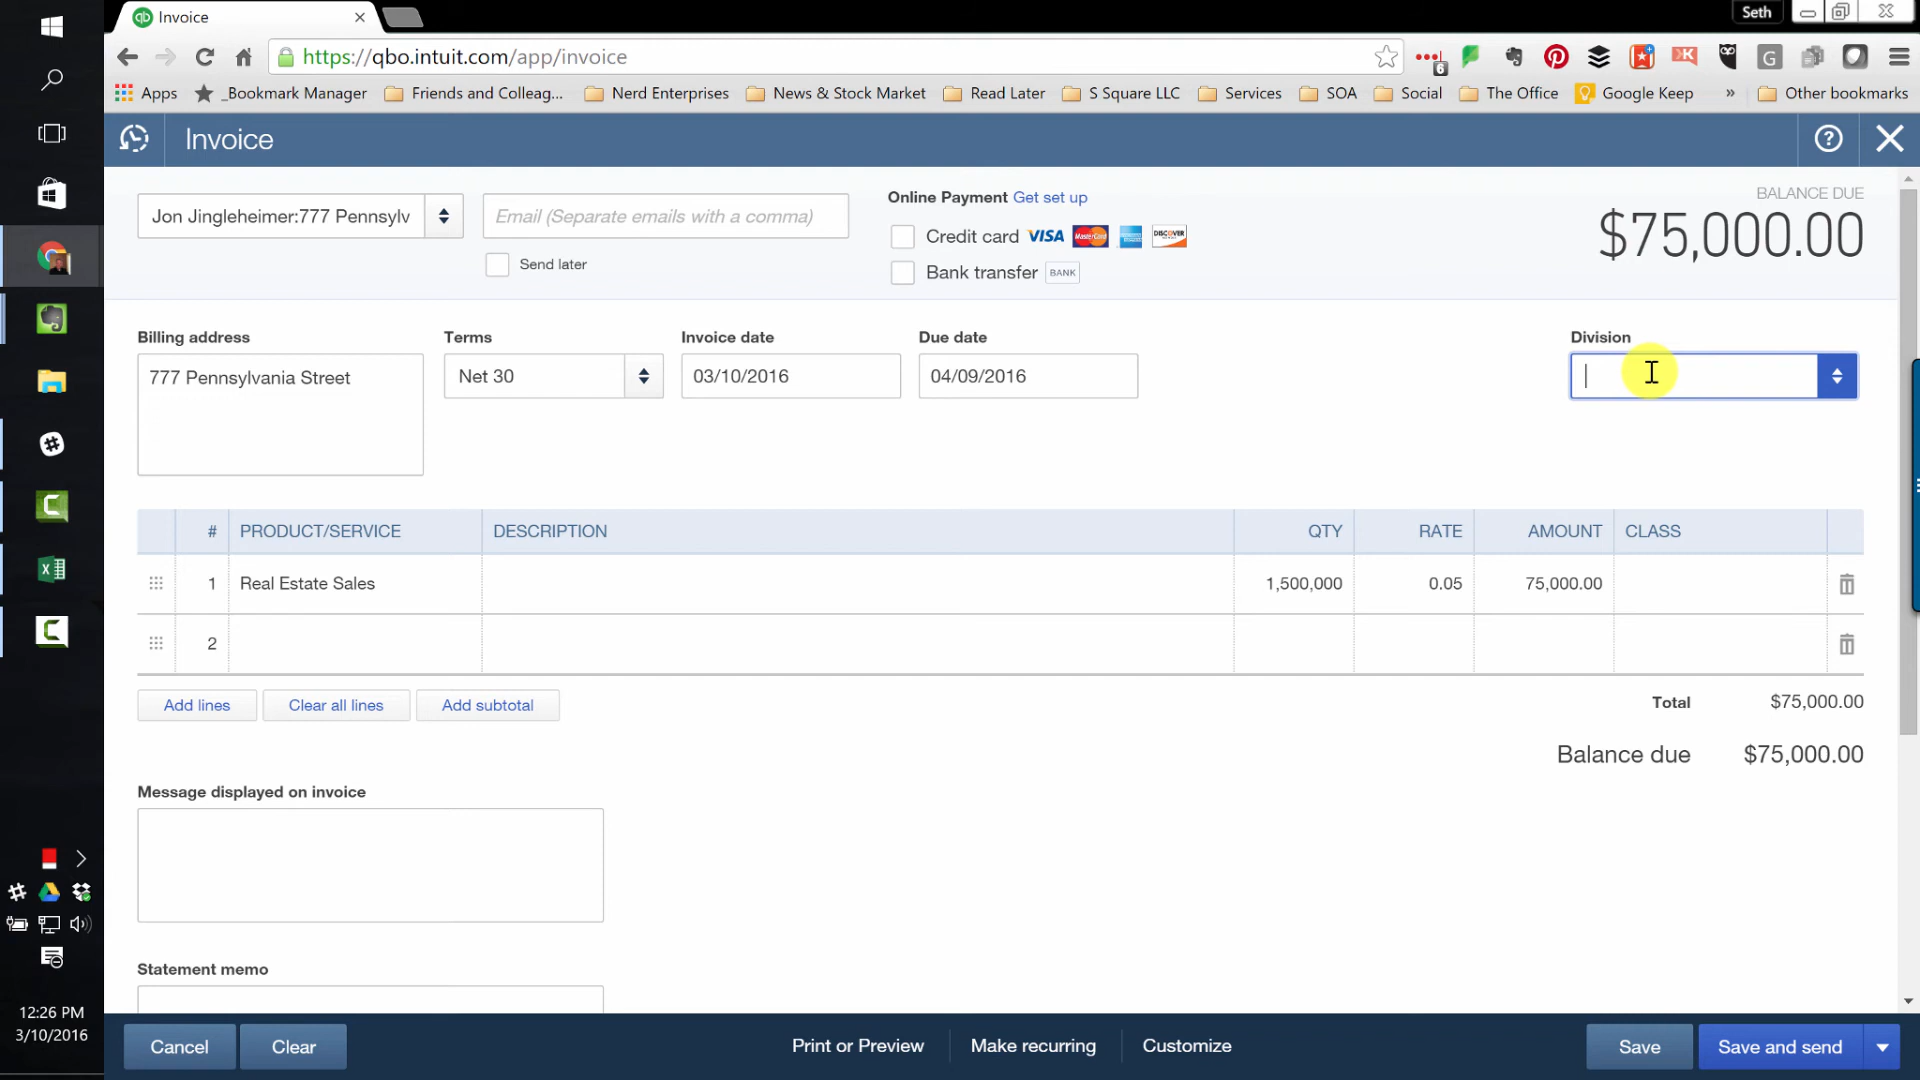 Invoice
Seth
https://qbo.intuit.com/app/invoice
6
Apps
_Bookmark Manager
Friends and Colleag...
Nerd Enterprises
News & Stock Market
Read Later
S Square LLC
Services
SOA
Social
The Office
Google Keep
»
Other bookmarks
Invoice
Jon Jingleheimer:777 Pennsylv
Email (Separate emails with a comma)
Send later
Online Payment Get set up
Credit card VISA MasterCard DISCOVER
Bank transfer BANK
BALANCE DUE
$75,000.00
Billing address
777 Pennsylvania Street
Terms
Net 30
Invoice date
03/10/2016
Due date
04/09/2016
Division
# PRODUCT/SERVICE DESCRIPTION QTY RATE AMOUNT CLASS
1 Real Estate Sales 1,500,000 0.05 75,000.00
2
Add lines
Clear all lines
Add subtotal
Total $75,000.00
Balance due $75,000.00
Message displayed on invoice
Statement memo
12:26 PM
3/10/2016
Cancel
Clear
Print or Preview
Make recurring
Customize
Save
Save and send